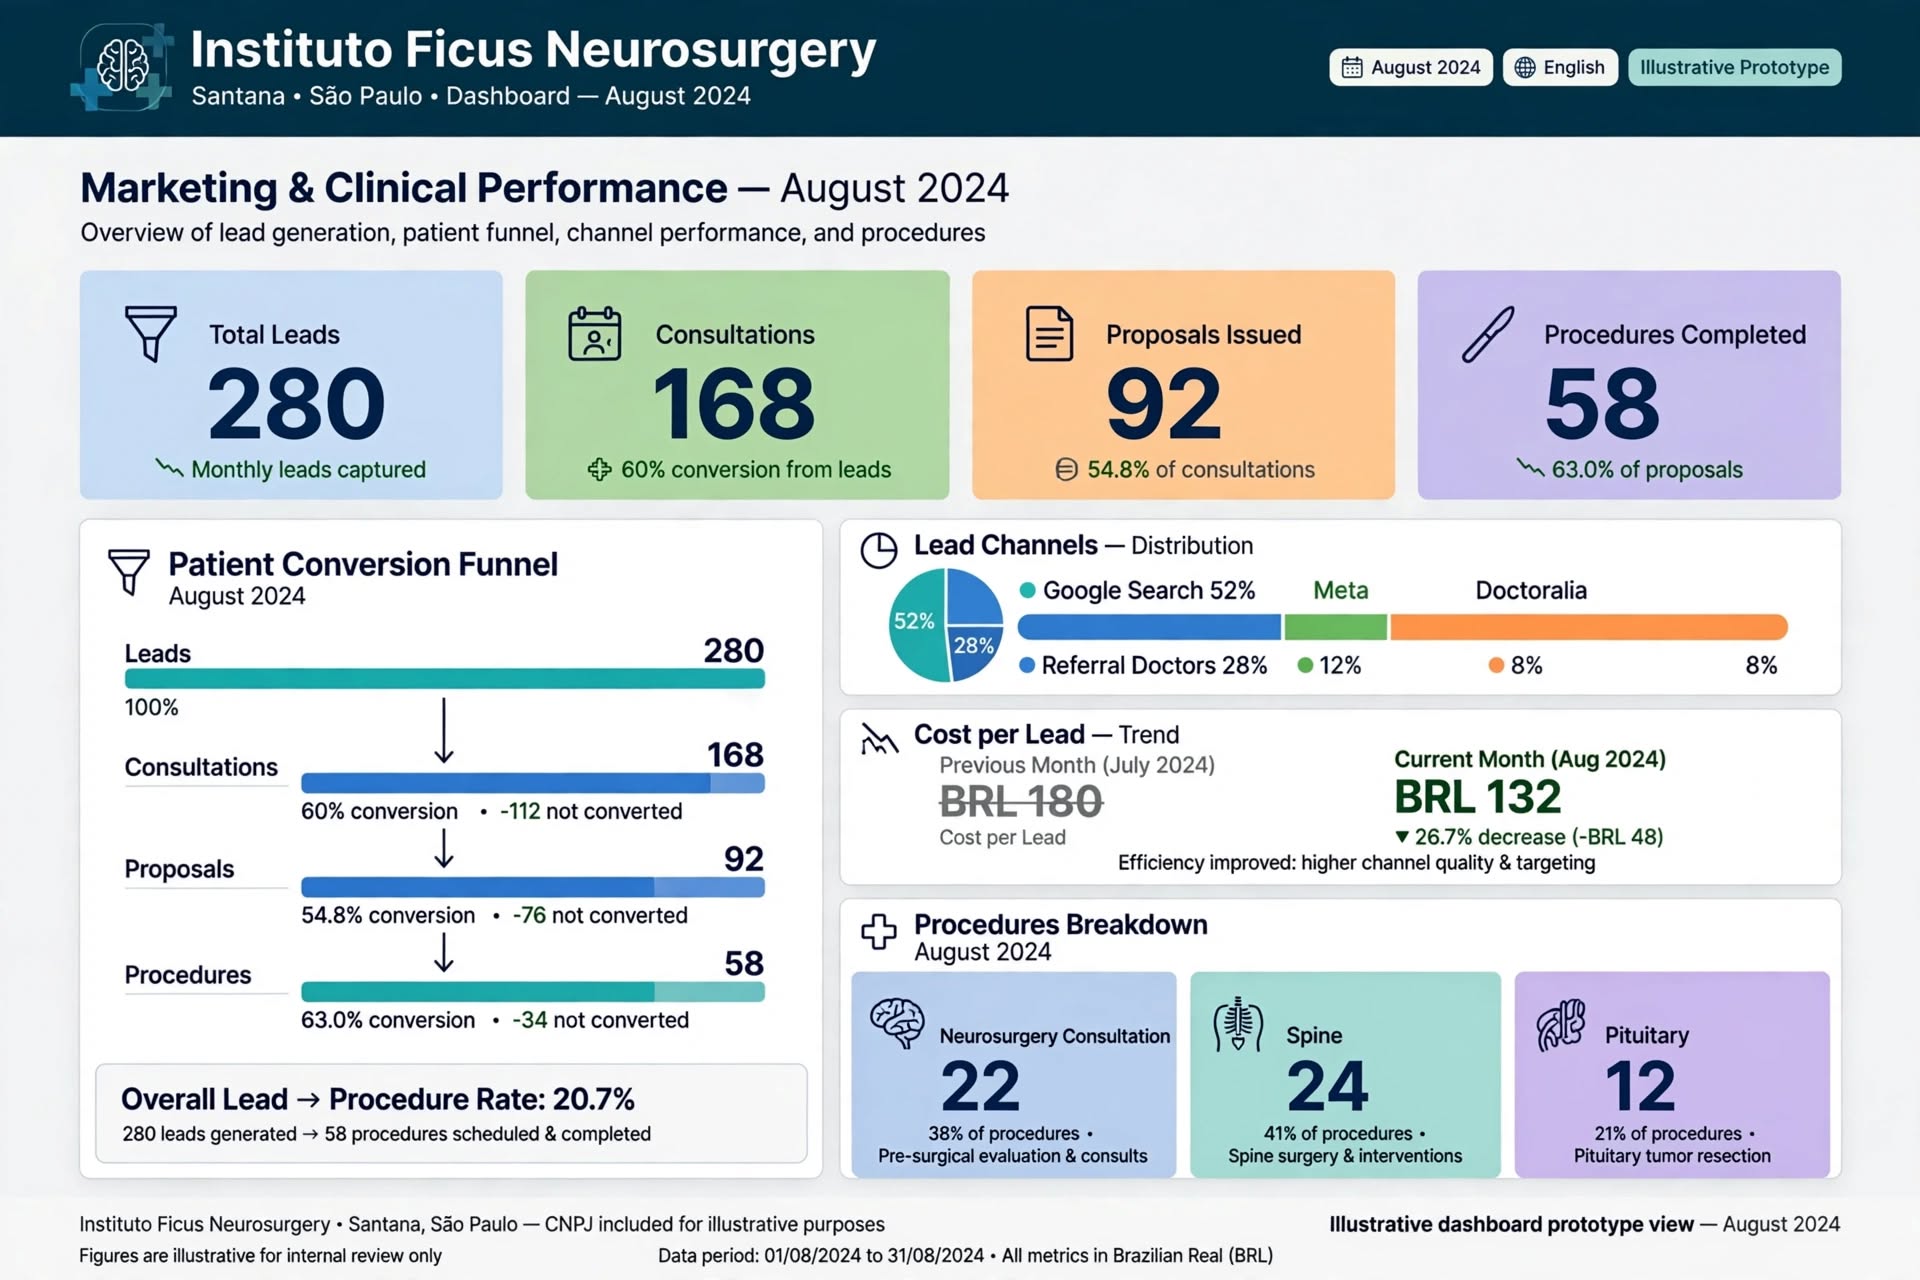 Instituto Ficus Neurosurgery
Santana • São Paulo • Dashboard — August 2024
August 2024
English
Illustrative Prototype
Marketing & Clinical Performance — August 2024
Overview of lead generation, patient funnel, channel performance, and procedures
Total Leads
280
Monthly leads captured
Consultations
168
60% conversion from leads
Proposals Issued
92
54.8% of consultations
Procedures Completed
58
63.0% of proposals
Patient Conversion Funnel
August 2024
Leads 280
100%
Consultations 168
60% conversion • -112 not converted
Proposals 92
54.8% conversion • -76 not converted
Procedures 58
63.0% conversion • -34 not converted
Overall Lead → Procedure Rate: 20.7%
280 leads generated → 58 procedures scheduled & completed
Lead Channels — Distribution
52%
28%
Google Search 52% Meta Doctoralia
Referral Doctors 28% 12% 8% 8%
Cost per Lead — Trend
Previous Month (July 2024)
BRL 180
Cost per Lead
Current Month (Aug 2024)
BRL 132
▼ 26.7% decrease (-BRL 48)
Efficiency improved: higher channel quality & targeting
Procedures Breakdown
August 2024
Neurosurgery Consultation
22
38% of procedures •
Pre-surgical evaluation & consults
Spine
24
41% of procedures •
Spine surgery & interventions
Pituitary
12
21% of procedures •
Pituitary tumor resection
Instituto Ficus Neurosurgery • Santana, São Paulo — CNPJ included for illustrative purposes
Illustrative dashboard prototype view — August 2024
Figures are illustrative for internal review only
Data period: 01/08/2024 to 31/08/2024 • All metrics in Brazilian Real (BRL)